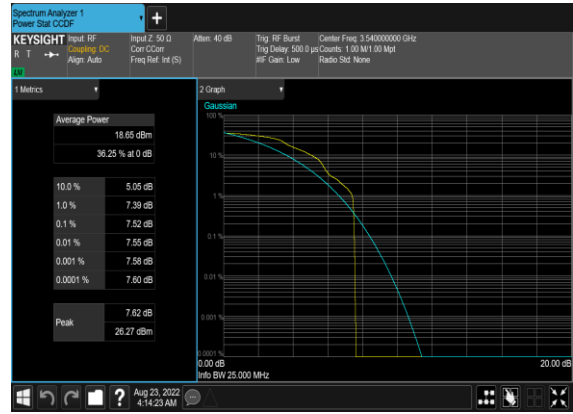 Spectrum Analyzer 1
Power Stat CCDF
KEYSIGHT
R T
LXI
Input: RF
Coupling: DC
Align: Auto
Input Z: 50 Ω
Corr CCorr
Freq Ref: Int (S)
Atten: 40 dB
Trig: RF Burst
Trig Delay: 500.0 µs
#IF Gain: Low
Center Freq: 3.540000000 GHz
Counts: 1.00 M/1.00 Mpt
Radio Std: None
1 Metrics
Average Power
18.65 dBm
36.25 % at 0 dB
10.0 % 5.05 dB
1.0 % 7.39 dB
0.1 % 7.52 dB
0.01 % 7.55 dB
0.001 % 7.58 dB
0.0001 % 7.60 dB
Peak
7.62 dB
26.27 dBm
2 Graph
Gaussian
100 %
10 %
1 %
0.1 %
0.01 %
0.001 %
0.0001 %
0.00 dB
20.00 dB
Info BW 25.000 MHz
Aug 23, 2022
4:14:23 AM